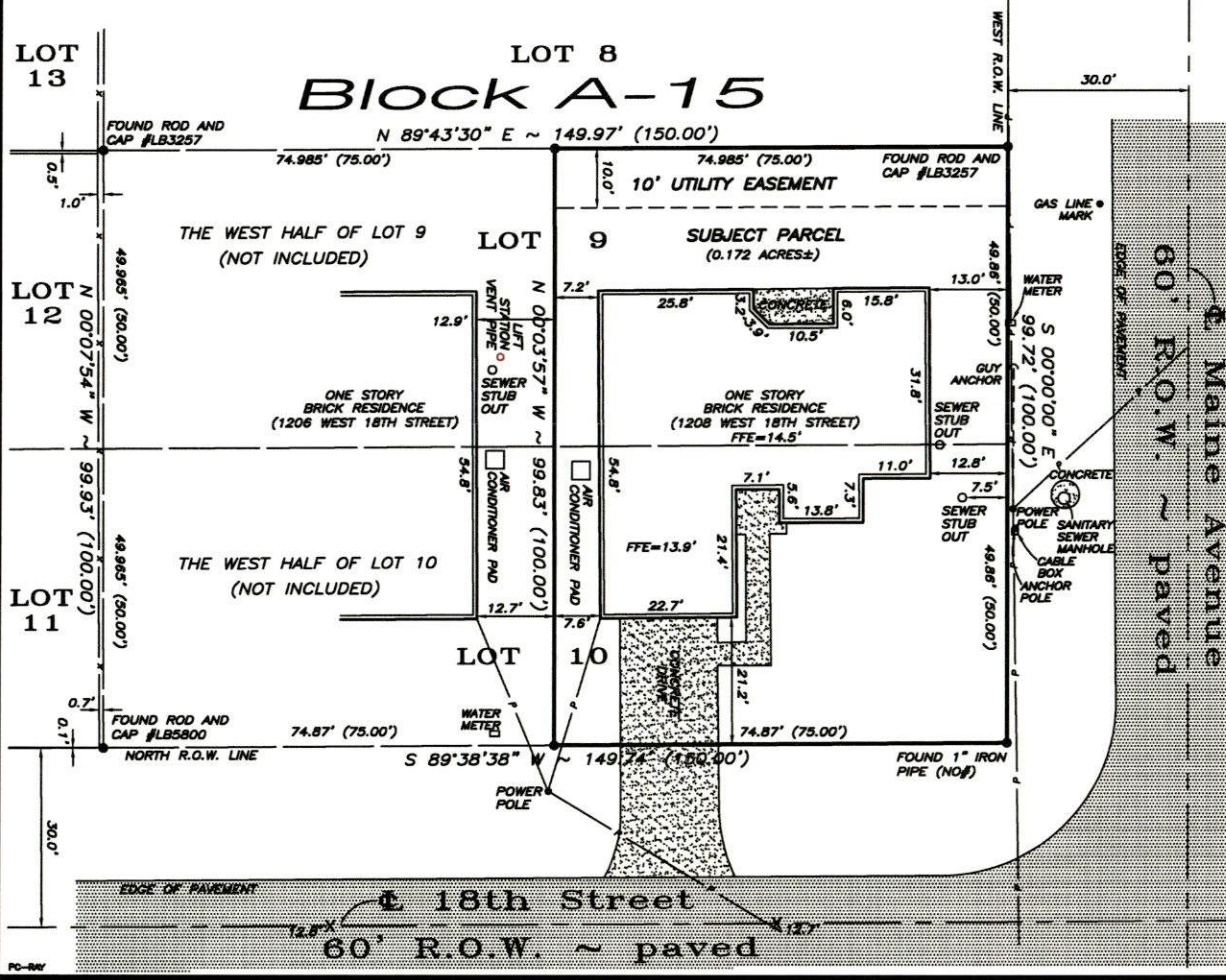 LOT 13
LOT 8
Block A-15
WEST R.O.W. LINE
30.0'
FOUND ROD AND
CAP #LB3257
N 89°43'30" E ~ 149.97' (150.00')
74.985' (75.00')
74.985' (75.00')
FOUND ROD AND
CAP #LB3257
0.5'
1.0'
10.0'
10' UTILITY EASEMENT
GAS LINE
MARK
THE WEST HALF OF LOT 9
(NOT INCLUDED)
LOT 9
SUBJECT PARCEL
(0.172 ACRES±)
49.965' (50.00')
49.86' (50.00')
EDGE OF PAVEMENT
LOT
12
N 00°07'54" W ~ 99.93' (100.00')
7.2'
25.8'
3.2'
3.9'
CONCRETE
10.5'
6.0'
15.8'
13.0'
WATER
METER
12.9'
LIFT
STATION
VENT PIPE
SEWER
STUB
OUT
N 00°03'57" W ~ 99.83' (100.00')
S 00°00'00" E
99.72' (100.00')
GUY
ANCHOR
31.8'
ONE STORY
BRICK RESIDENCE
(1206 WEST 18TH STREET)
ONE STORY
BRICK RESIDENCE
(1208 WEST 18TH STREET)
FFE=14.5'
SEWER
STUB
OUT
℄ Maine Avenue
60' R.O.W. ~ paved
54.8'
AIR
CONDITIONER PAD
54.8'
AIR
CONDITIONER PAD
11.0'
12.8'
7.1'
5.6'
13.8'
7.3'
7.5'
CONCRETE
SEWER
STUB
OUT
POWER
POLE
SANITARY
SEWER
MANHOLE
CABLE
BOX
ANCHOR
POLE
FFE=13.9'
21.4'
49.965' (50.00')
49.86' (50.00')
THE WEST HALF OF LOT 10
(NOT INCLUDED)
LOT
11
12.7'
7.6'
22.7'
LOT 10
CONCRETE
DRIVE
21.2'
0.7'
0.1'
FOUND ROD AND
CAP #LB5800
NORTH R.O.W. LINE
74.87' (75.00')
WATER
METER
74.87' (75.00')
S 89°38'38" W ~ 149.74' (150.00')
FOUND 1" IRON
PIPE (NO#)
POWER
POLE
30.0'
EDGE OF PAVEMENT
℄ 18th Street
12.8'
12.7'
60' R.O.W. ~ paved
PC-RAY